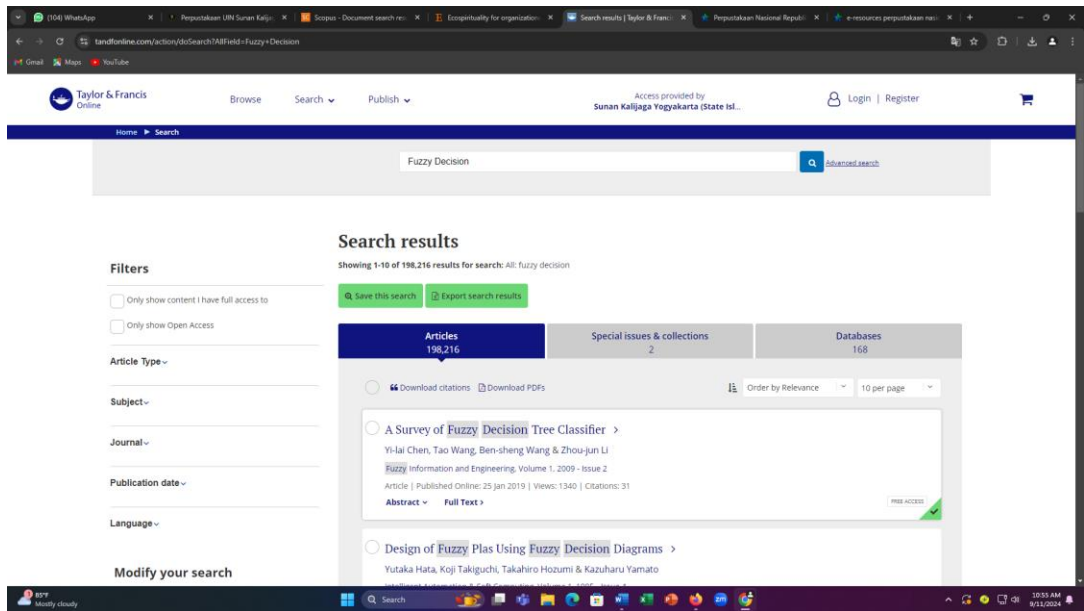 (104) WhatsApp
Perpustakaan UIN Sunan Kalija
Scopus - Document search res
Ecospirituality for organization
Search results | Taylor & Franci
Perpustakaan Nasional Republi
e-resources perpustakaan nasi
tandfonline.com/action/doSearch?AllField=Fuzzy+Decision
Gmail Maps YouTube
Taylor & Francis
Online
Browse Search Publish
Access provided by
Sunan Kalijaga Yogyakarta (State Isl...
Login | Register
Home Search
Fuzzy Decision
Advanced search
Search results
Showing 1-10 of 198,216 results for search: All: fuzzy decision
Filters
Only show content I have full access to
Only show Open Access
Article Type
Subject
Journal
Publication date
Language
Modify your search
Save this search Export search results
Articles
198,216
Special issues & collections
2
Databases
168
Download citations Download PDFs
Order by Relevance 10 per page
A Survey of Fuzzy Decision Tree Classifier
Yi-lai Chen, Tao Wang, Ben-sheng Wang & Zhou-jun Li
Fuzzy Information and Engineering, Volume 1, 2009 - Issue 2
Article | Published Online: 25 Jan 2019 | Views: 1340 | Citations: 31
Abstract Full Text
FREE ACCESS
Design of Fuzzy Plas Using Fuzzy Decision Diagrams
Yutaka Hata, Koji Takiguchi, Takahiro Hozumi & Kazuharu Yamato
85°F
Mostly cloudy
Search
10:55 AM
9/11/2024